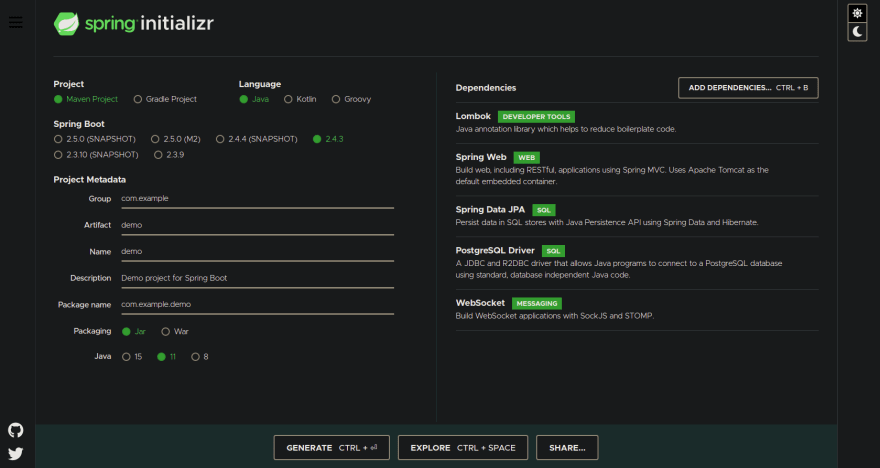 spring initializr
Project
Maven Project Gradle Project
Language
Java Kotlin Groovy
Spring Boot
2.5.0 (SNAPSHOT) 2.5.0 (M2) 2.4.4 (SNAPSHOT) 2.4.3
2.3.10 (SNAPSHOT) 2.3.9
Project Metadata
Group com.example
Artifact demo
Name demo
Description Demo project for Spring Boot
Package name com.example.demo
Packaging Jar War
Java 15 11 8
Dependencies
ADD DEPENDENCIES... CTRL + B
Lombok DEVELOPER TOOLS
Java annotation library which helps to reduce boilerplate code.
Spring Web WEB
Build web, including RESTful, applications using Spring MVC. Uses Apache Tomcat as the
default embedded container.
Spring Data JPA SQL
Persist data in SQL stores with Java Persistence API using Spring Data and Hibernate.
PostgreSQL Driver SQL
A JDBC and R2DBC driver that allows Java programs to connect to a PostgreSQL database
using standard, database independent Java code.
WebSocket MESSAGING
Build WebSocket applications with SockJS and STOMP.
GENERATE CTRL + ⏎
EXPLORE CTRL + SPACE
SHARE...